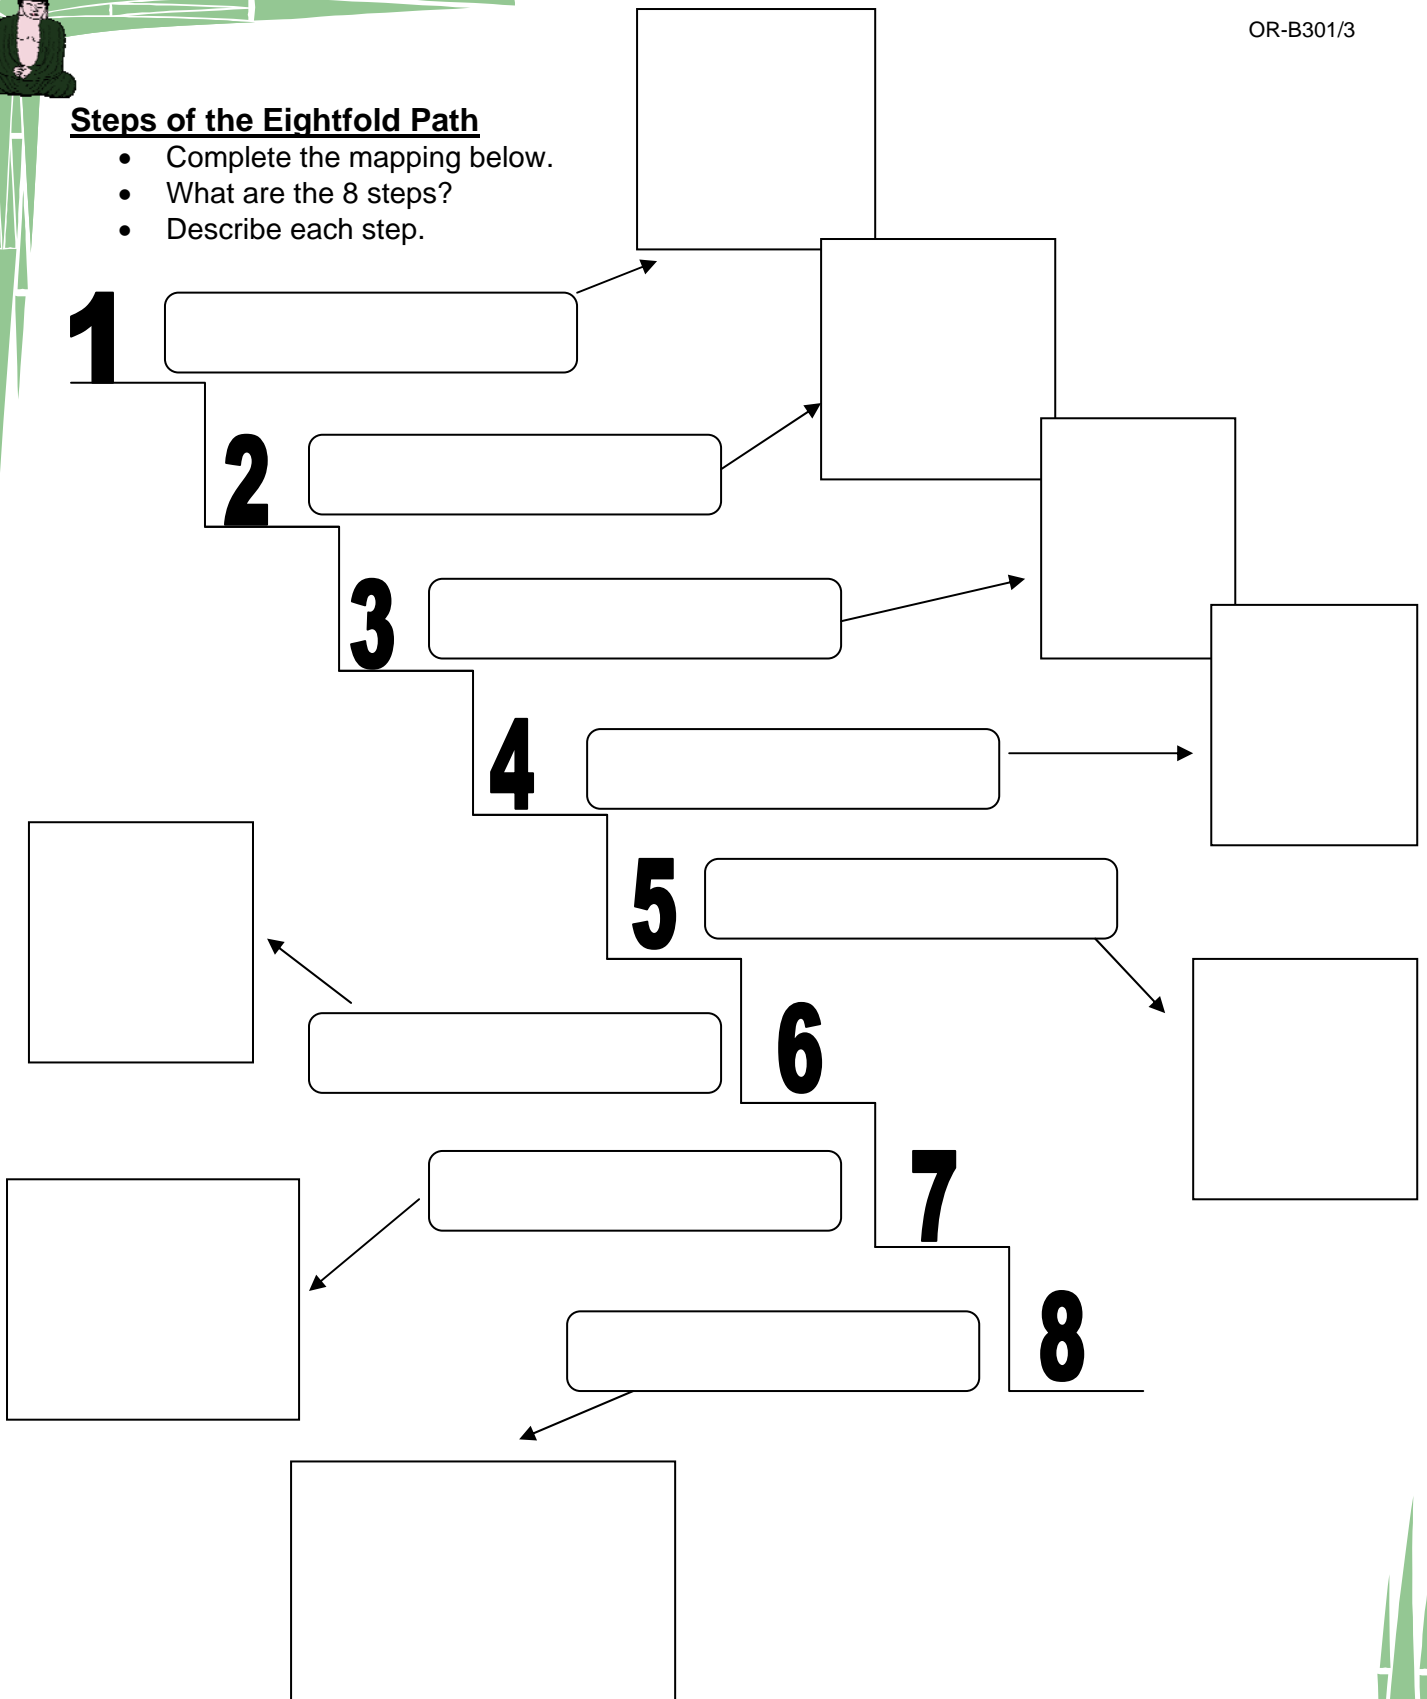 OR-B301/3
Steps of the Eightfold Path
• Complete the mapping below.
• What are the 8 steps?
• Describe each step.
1
2
3
4
5
6
7
8